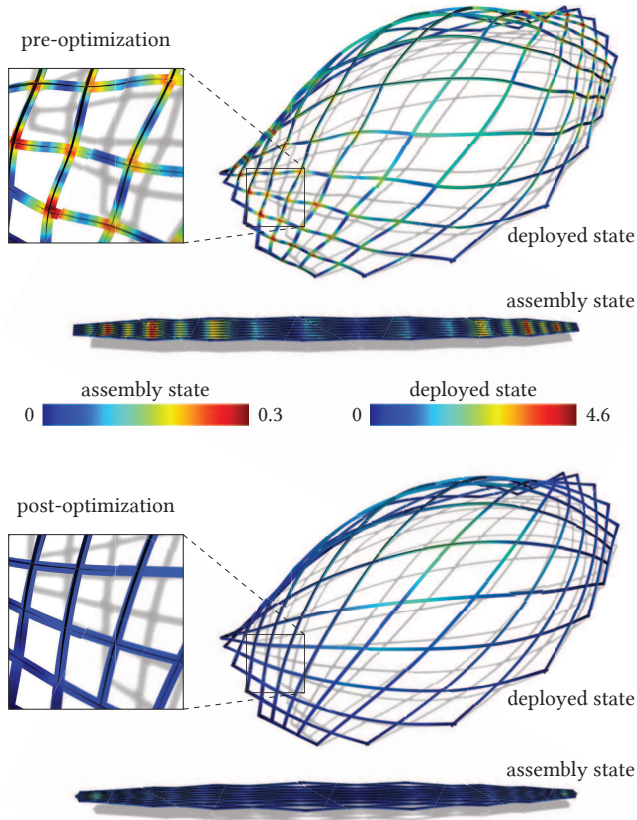 pre-optimization
deployed state
assembly state
assembly state
0 0.3
deployed state
0 4.6
post-optimization
deployed state
assembly state